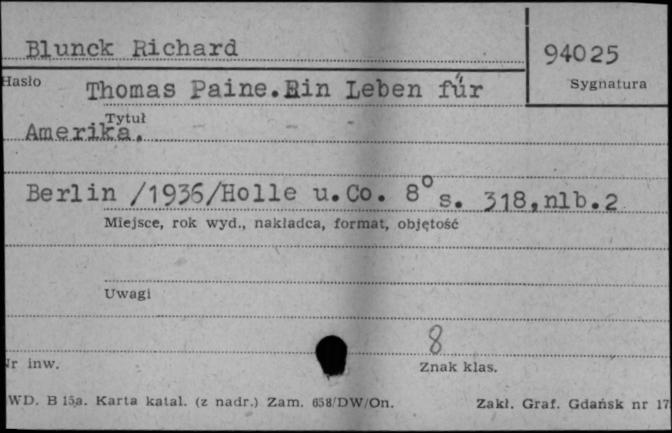 Blunck Richard
94025
Hasło
Sygnatura
Thomas Paine. Ein Leben für
Tytuł
Amerika.
Berlin /1936/Holle u. Co. 8° s. 318, nlb. 2
Miejsce, rok wyd., nakładca, format, objętość
Uwagi
8
Nr inw.
Znak klas.
WD. B 15a. Karta katal. (z nadr.) Zam. 658/DW/On.
Zakł. Graf. Gdańsk nr 17